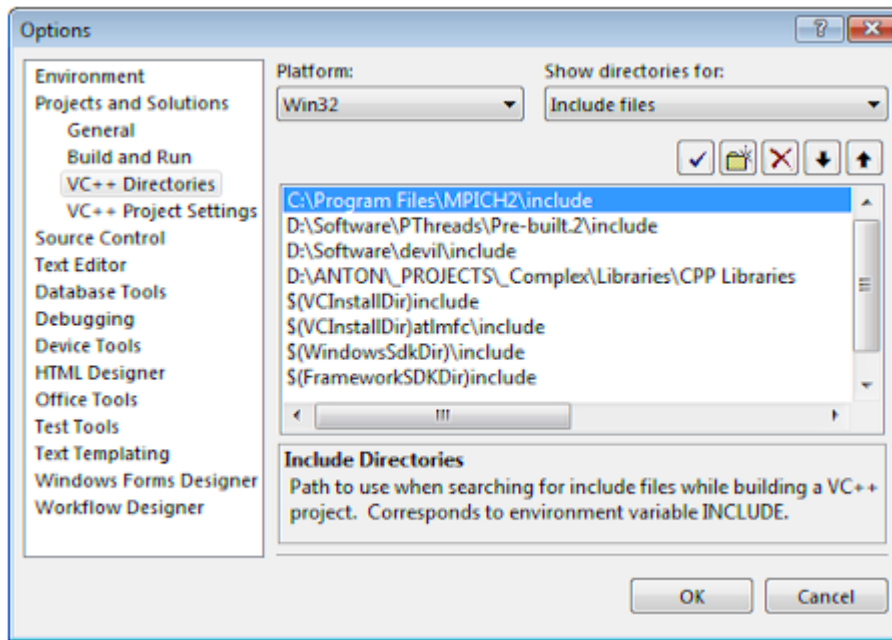 Options
Environment
Projects and Solutions
General
Build and Run
VC++ Directories
VC++ Project Settings
Source Control
Text Editor
Database Tools
Debugging
Device Tools
HTML Designer
Office Tools
Test Tools
Text Templating
Windows Forms Designer
Workflow Designer
Platform:
Win32
Show directories for:
Include files
C:\Program Files\MPICH2\include
D:\Software\PThreads\Pre-built.2\include
D:\Software\devil\include
D:\ANTON\_PROJECTS\_Complex\Libraries\CPP Libraries
$(VCInstallDir)include
$(VCInstallDir)atlmfc\include
$(WindowsSdkDir)\include
$(FrameworkSDKDir)include
Include Directories
Path to use when searching for include files while building a VC++
project.  Corresponds to environment variable INCLUDE.
OK
Cancel